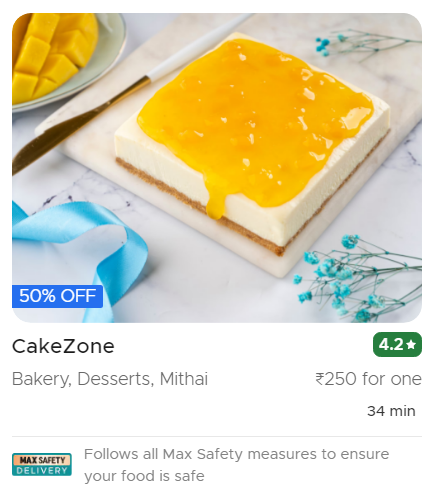 50% OFF
CakeZone
4.2★
Bakery, Desserts, Mithai
₹250 for one
34 min
MAX SAFETY
DELIVERY
Follows all Max Safety measures to ensure
your food is safe